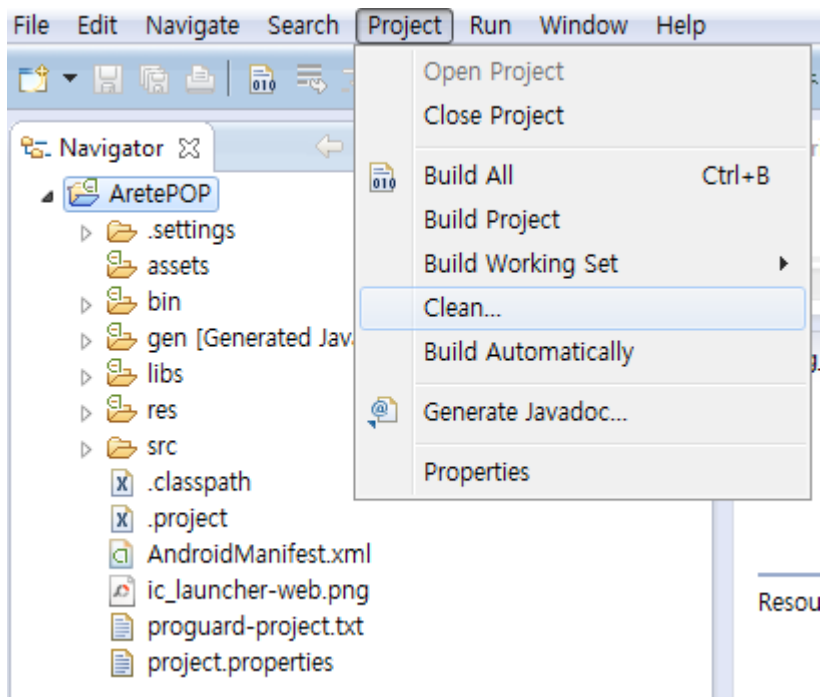 File Edit Navigate Search Project Run Window Help
Open Project
Close Project
Build All Ctrl+B
Build Project
Build Working Set
Clean...
Build Automatically
Generate Javadoc...
Properties
Navigator
AretePOP
.settings
assets
bin
gen [Generated Jav
libs
res
src
.classpath
.project
AndroidManifest.xml
ic_launcher-web.png
proguard-project.txt
project.properties
Resou